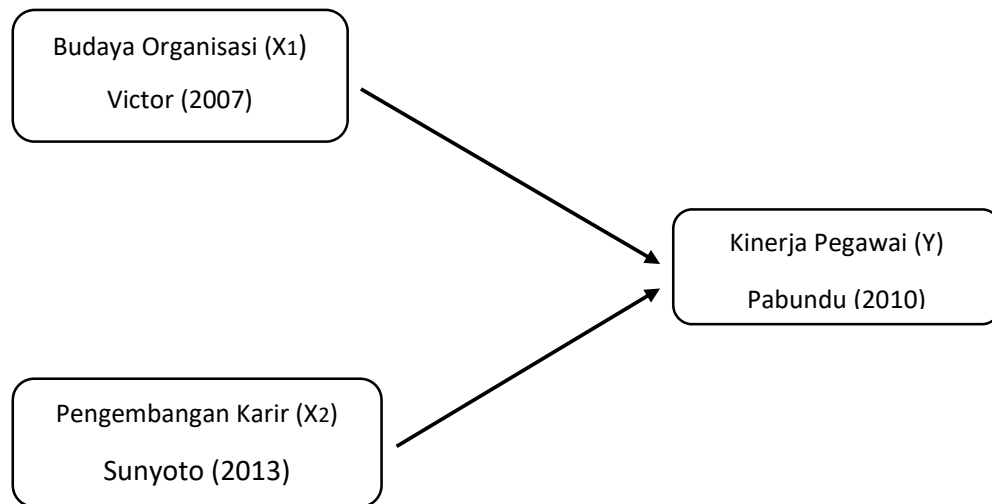 Budaya Organisasi (X1)
Victor (2007)
Kinerja Pegawai (Y)
Pabundu (2010)
Pengembangan Karir (X2)
Sunyoto (2013)